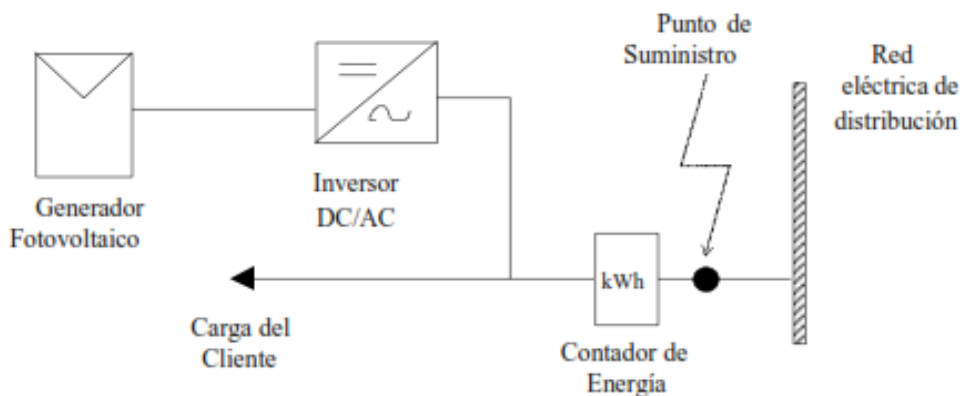 Punto de
Suministro
Red
eléctrica de
distribución
Generador
Fotovoltaico
Inversor
DC/AC
kWh
Carga del
Cliente
Contador de
Energía